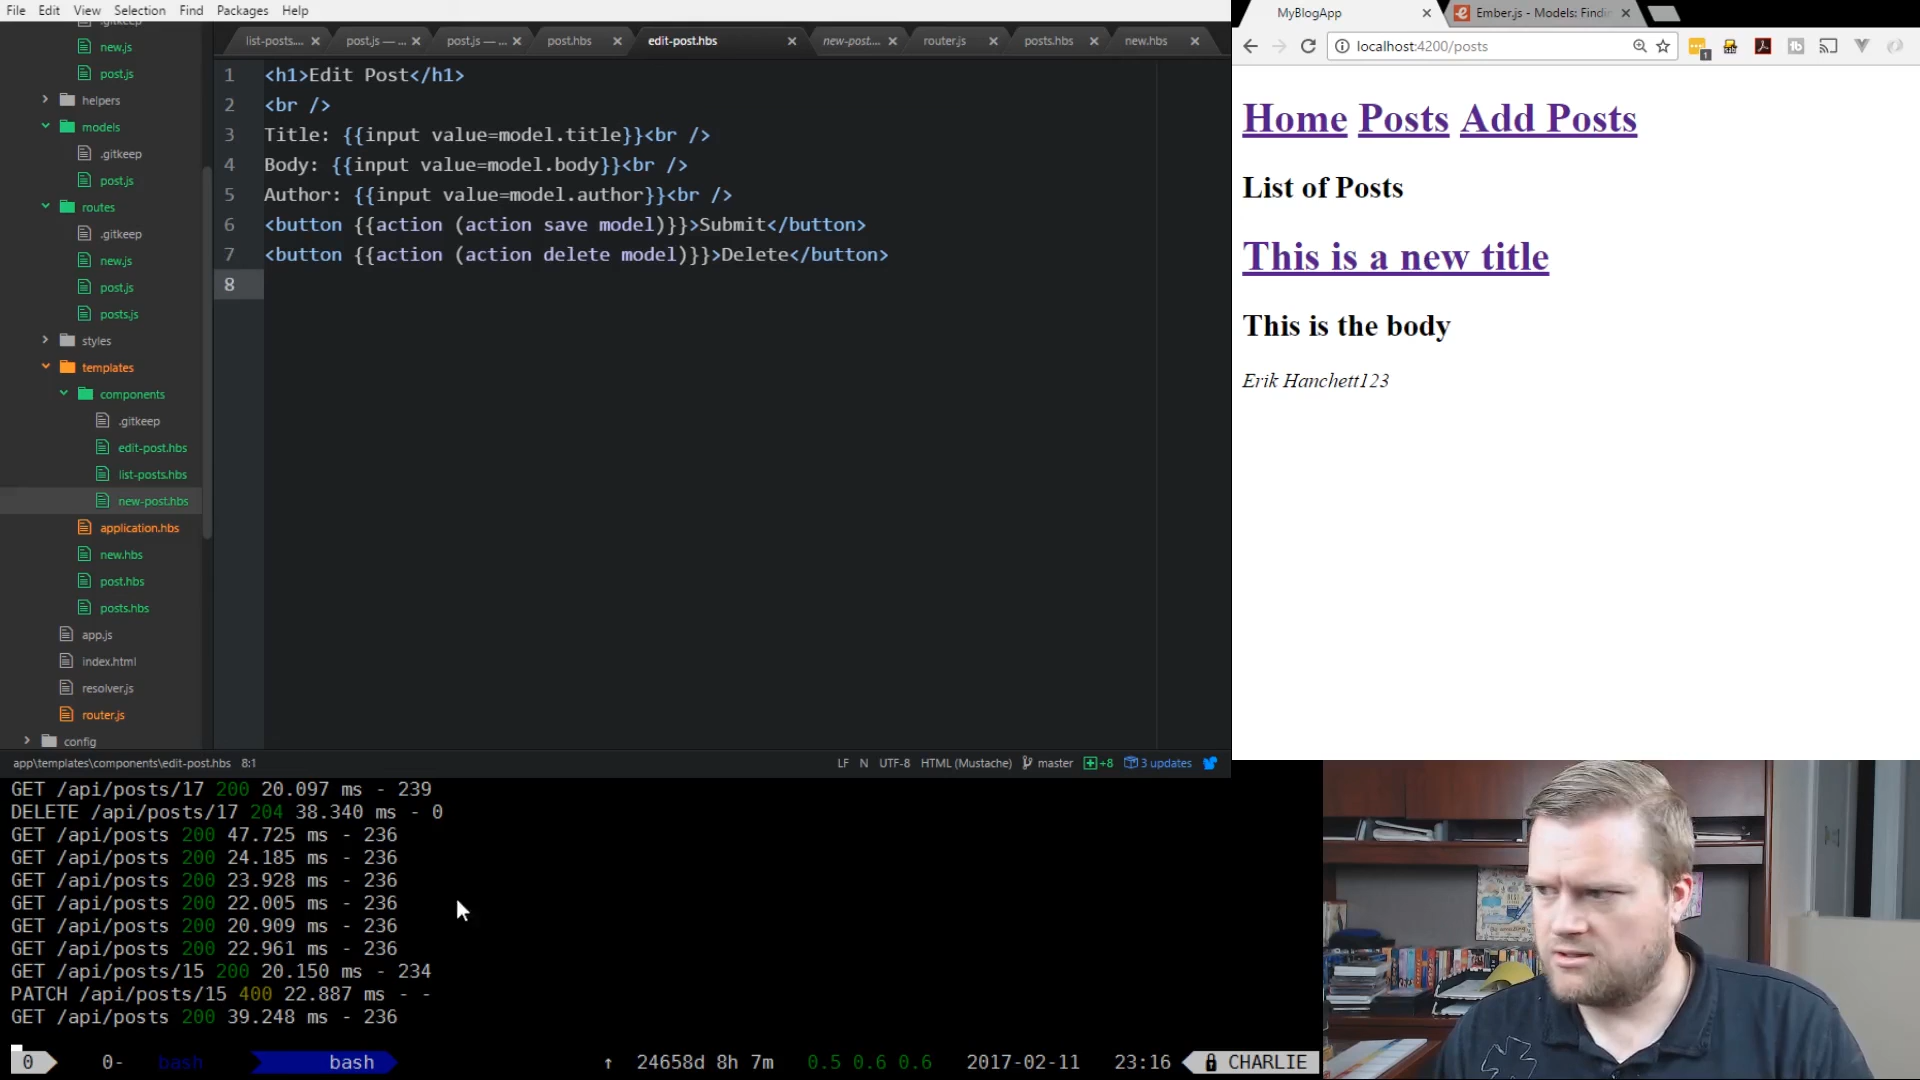 File Edit View Selection Find Packages Help
new.js
post.js
helpers
models
.gitkeep
post.js
routes
.gitkeep
new.js
post.js
posts.js
styles
templates
components
.gitkeep
edit-post.hbs
list-posts.hbs
new-post.hbs
application.hbs
new.hbs
post.hbs
posts.hbs
app.js
index.html
resolver.js
router.js
config
list-posts....
post.js — ...
post.js — ...
post.hbs
edit-post.hbs
new-post....
router.js
posts.hbs
new.hbs
1 <h1>Edit Post</h1>
2 <br />
3 Title: {{input value=model.title}}<br />
4 Body: {{input value=model.body}}<br />
5 Author: {{input value=model.author}}<br />
6 <button {{action (action save model)}}>Submit</button>
7 <button {{action (action delete model)}}>Delete</button>
8
app\templates\components\edit-post.hbs 8:1
LF N UTF-8 HTML (Mustache) master +8 3 updates
MyBlogApp
Ember.js - Models: Findi
localhost:4200/posts
1
Home Posts Add Posts
List of Posts
This is a new title
This is the body
Erik Hanchett123
GET /api/posts/17 200 20.097 ms - 239
DELETE /api/posts/17 204 38.340 ms - 0
GET /api/posts 200 47.725 ms - 236
GET /api/posts 200 24.185 ms - 236
GET /api/posts 200 23.928 ms - 236
GET /api/posts 200 22.005 ms - 236
GET /api/posts 200 20.909 ms - 236
GET /api/posts 200 22.961 ms - 236
GET /api/posts/15 200 20.150 ms - 234
PATCH /api/posts/15 400 22.887 ms - -
GET /api/posts 200 39.248 ms - 236
0 0- bash bash ↑ 24658d 8h 7m 0.5 0.6 0.6 2017-02-11 23:16 CHARLIE